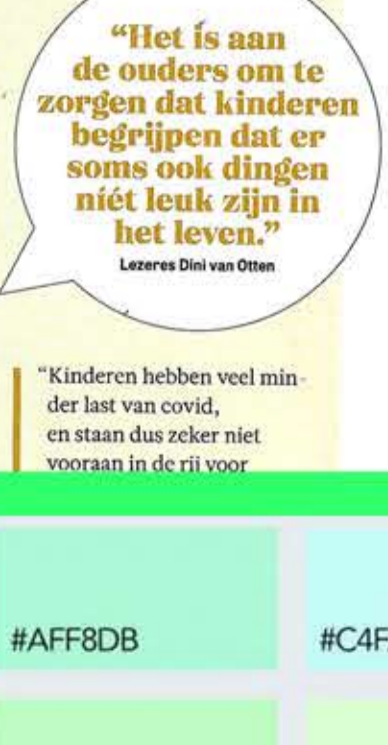 “Het ís aan
de ouders om te
zorgen dat kinderen
begrijpen dat er
soms ook dingen
níét leuk zijn in
het leven.”
Lezeres Dini van Otten
“Kinderen hebben veel min-
der last van covid,
en staan dus zeker niet
vooraan in de rij voor
#AFF8DB